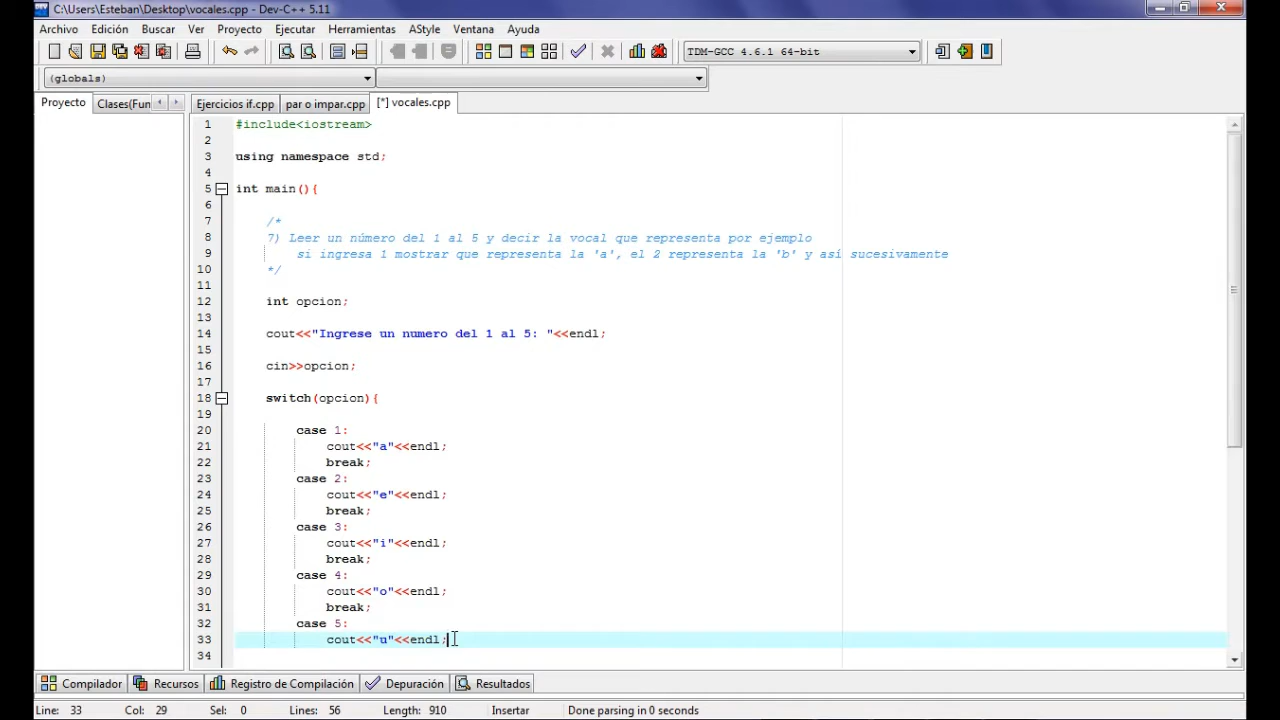 C:\Users\Esteban\Desktop\vocales.cpp - Dev-C++ 5.11
Archivo Edición Buscar Ver Proyecto Ejecutar Herramientas AStyle Ventana Ayuda
TDM-GCC 4.6.1 64-bit
(globals)
Proyecto Clases(Fun Ejercicios if.cpp par o impar.cpp [*] vocales.cpp
1 #include<iostream>
2
3 using namespace std;
4
5 int main(){
6
7 /*
8 7) Leer un número del 1 al 5 y decir la vocal que representa por ejemplo
9 si ingresa 1 mostrar que representa la 'a', el 2 representa la 'b' y así sucesivamente
10 */
11
12 int opcion;
13
14 cout<<"Ingrese un numero del 1 al 5: "<<endl;
15
16 cin>>opcion;
17
18 switch(opcion){
19
20 case 1:
21 cout<<"a"<<endl;
22 break;
23 case 2:
24 cout<<"e"<<endl;
25 break;
26 case 3:
27 cout<<"i"<<endl;
28 break;
29 case 4:
30 cout<<"o"<<endl;
31 break;
32 case 5:
33 cout<<"u"<<endl;
34
Compilador Recursos Registro de Compilación Depuración Resultados
Line: 33 Col: 29 Sel: 0 Lines: 56 Length: 910 Insertar Done parsing in 0 seconds